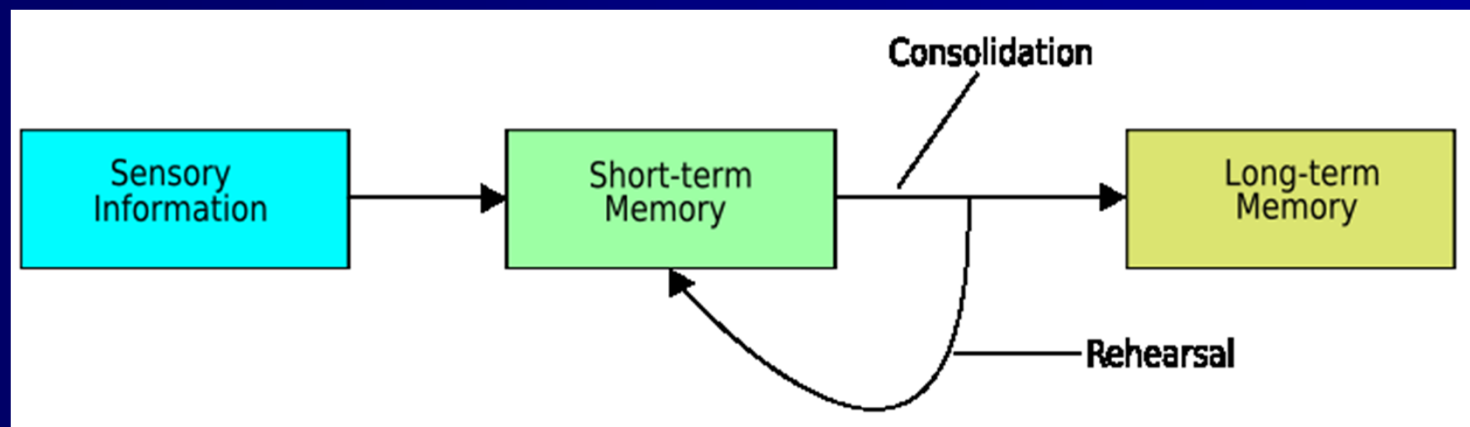 Consolidation
Sensory
Information
Short-term
Memory
Long-term
Memory
Rehearsal